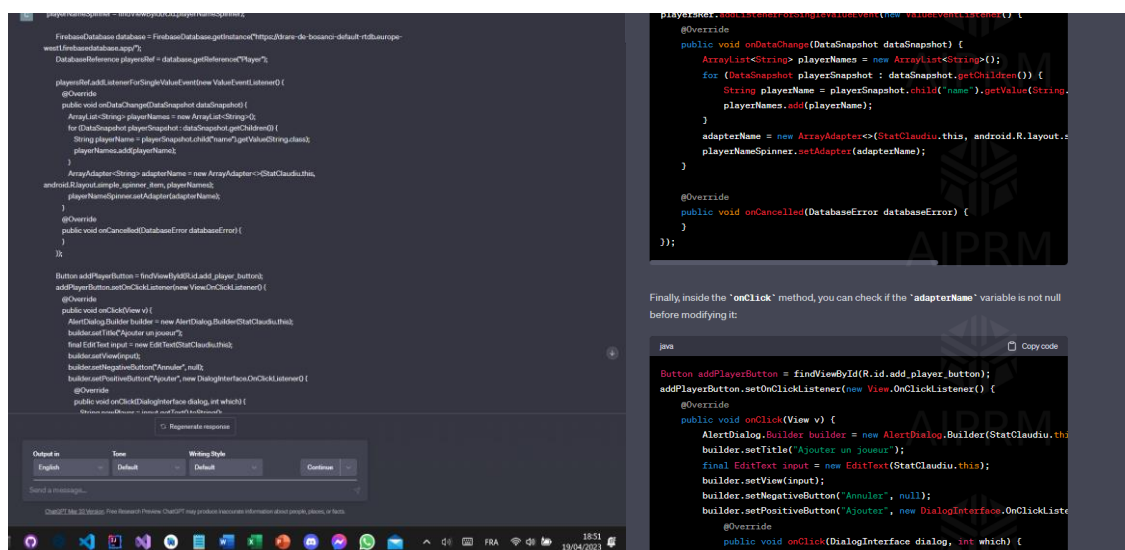 playerNameSpinner = findViewById(R.id.playerNameSpinner);
FirebaseDatabase database = FirebaseDatabase.getInstance("https://drare-de-bosanci-default-rtdb.europe-
west1.firebasedatabase.app/");
DatabaseReference playersRef = database.getReference("Player");
playersRef.addListenerForSingleValueEvent(new ValueEventListener() {
@Override
public void onDataChange(DataSnapshot dataSnapshot) {
ArrayList<String> playerNames = new ArrayList<String>();
for (DataSnapshot playerSnapshot : dataSnapshot.getChildren()) {
String playerName = playerSnapshot.child("name").getValue(String.class);
playerNames.add(playerName);
}
ArrayAdapter<String> adapterName = new ArrayAdapter<>(StatClaudiu.this,
android.R.layout.simple_spinner_item, playerNames);
playerNameSpinner.setAdapter(adapterName);
}
@Override
public void onCancelled(DatabaseError databaseError) {
}
});
Button addPlayerButton = findViewById(R.id.add_player_button);
addPlayerButton.setOnClickListener(new View.OnClickListener() {
@Override
public void onClick(View v) {
AlertDialog.Builder builder = new AlertDialog.Builder(StatClaudiu.this);
builder.setTitle("Ajouter un joueur");
final EditText input = new EditText(StatClaudiu.this);
builder.setView(input);
builder.setNegativeButton("Annuler", null);
builder.setPositiveButton("Ajouter", new DialogInterface.OnClickListener() {
@Override
public void onClick(DialogInterface dialog, int which) {
String newPlayer = input.getText().toString();
Regenerate response
Output in Tone Writing Style
English Default Default Continue
Send a message...
ChatGPT Mar 23 Version. Free Research Preview. ChatGPT may produce inaccurate information about people, places, or facts.
FRA 18:51
19/04/2023
playersRef.addListenerForSingleValueEvent(new ValueEventListener() {
@Override
public void onDataChange(DataSnapshot dataSnapshot) {
ArrayList<String> playerNames = new ArrayList<String>();
for (DataSnapshot playerSnapshot : dataSnapshot.getChildren()) {
String playerName = playerSnapshot.child("name").getValue(String.
playerNames.add(playerName);
}
adapterName = new ArrayAdapter<>(StatClaudiu.this, android.R.layout.s
playerNameSpinner.setAdapter(adapterName);
}
@Override
public void onCancelled(DatabaseError databaseError) {
}
});
AIPRM
Finally, inside the `onClick` method, you can check if the `adapterName` variable is not null
before modifying it:
java Copy code
Button addPlayerButton = findViewById(R.id.add_player_button);
addPlayerButton.setOnClickListener(new View.OnClickListener() {
@Override
public void onClick(View v) {
AlertDialog.Builder builder = new AlertDialog.Builder(StatClaudiu.thi
builder.setTitle("Ajouter un joueur");
final EditText input = new EditText(StatClaudiu.this);
builder.setView(input);
builder.setNegativeButton("Annuler", null);
builder.setPositiveButton("Ajouter", new DialogInterface.OnClickListe
@Override
public void onClick(DialogInterface dialog, int which) {
AIPRM